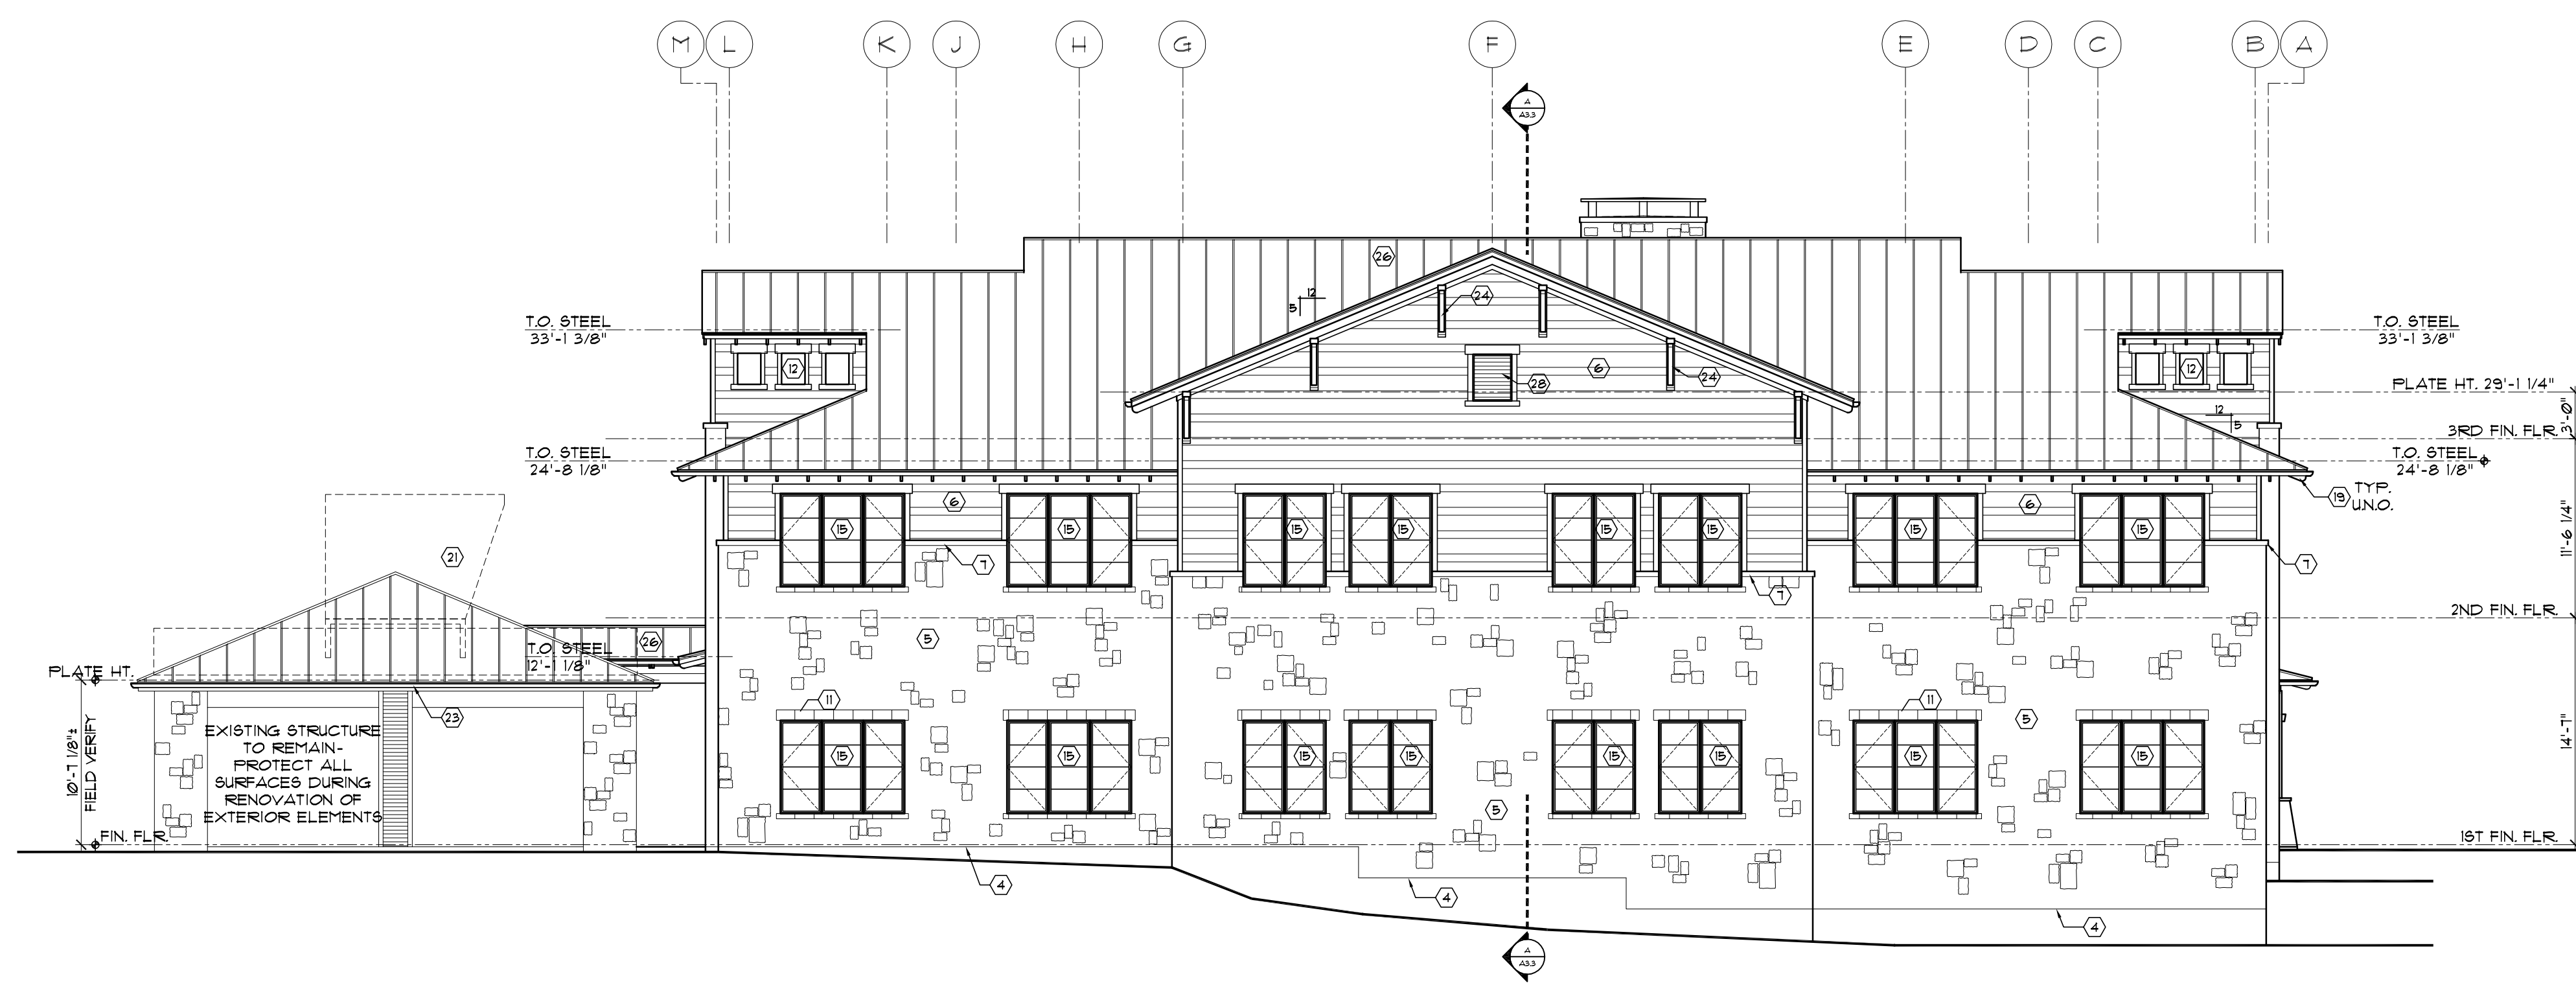 M L K J H G F E D C B A
A
A3.3
26
12
5
24
T.O. STEEL
33'-1 3/8"
T.O. STEEL
33'-1 3/8"
12
28
6
24
12
PLATE HT. 29'-1 1/4"
3'-0"
12
5
3RD FIN. FLR.
T.O. STEEL
24'-8 1/8"
T.O. STEEL
24'-8 1/8"
19 TYP.
U.N.O.
6
6
15 15 15 15 15 15 15 15
11'-6 1/4"
21
7
7
7
2ND FIN. FLR.
5
26
T.O. STEEL
12'-1 1/8"
PLATE HT.
23
11
11
5
10'-7 1/8"±
FIELD VERIFY
EXISTING STRUCTURE
TO REMAIN-
PROTECT ALL
SURFACES DURING
RENOVATION OF
EXTERIOR ELEMENTS
15 15 15 15 15 15 15 15
14'-7"
5
FIN. FLR.
1ST FIN. FLR.
4
4
4
A
A3.3